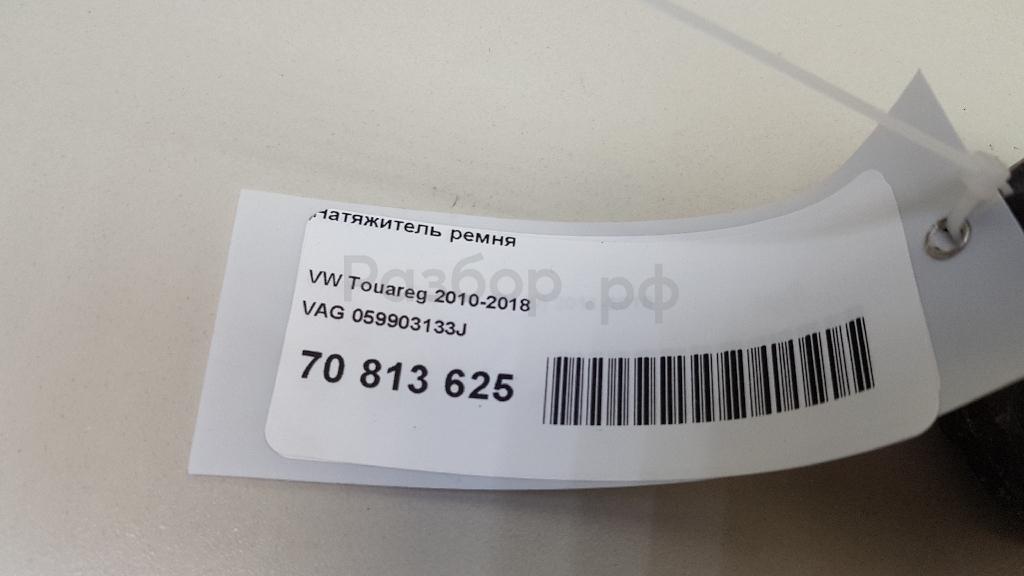 Натяжитель ремня
VW Touareg 2010-2018
VAG 059903133J
70 813 625
Разбор.рф